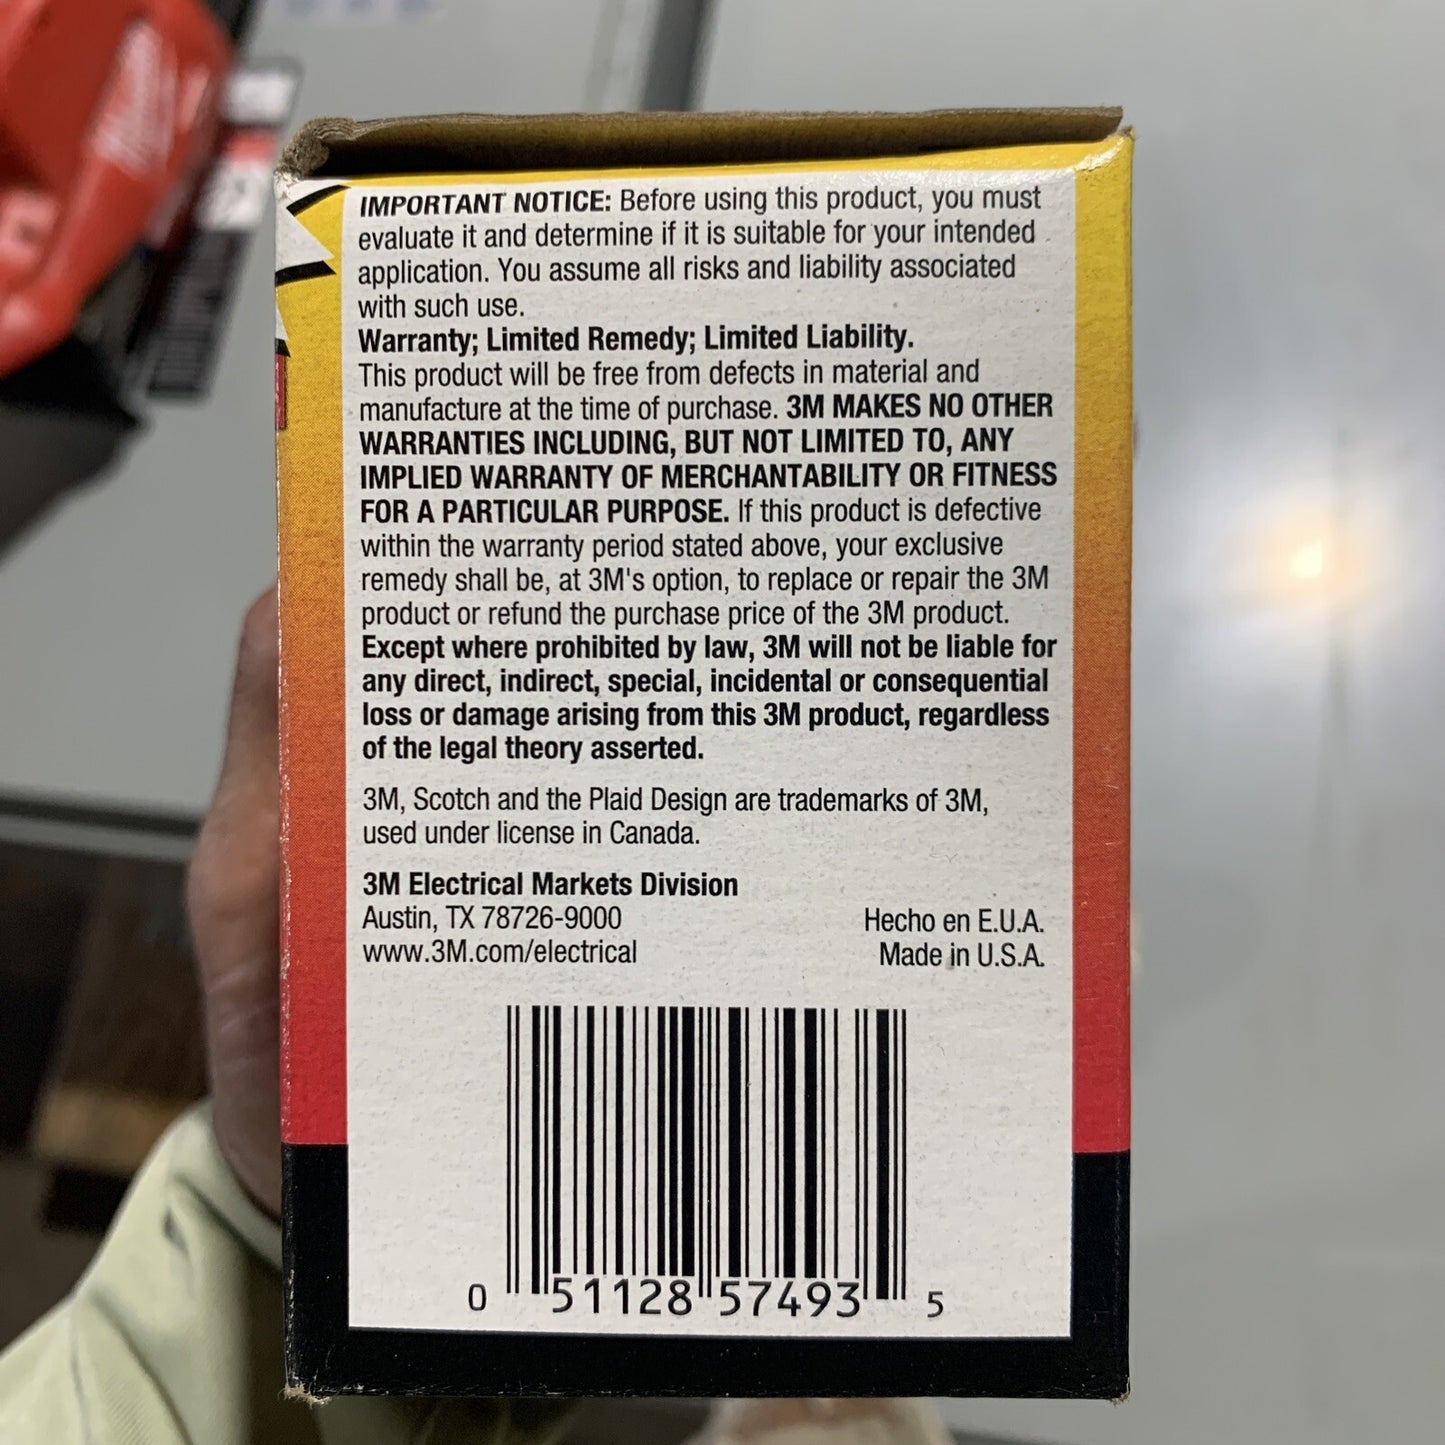 Milwaukee
IMPORTANT NOTICE: Before using this product, you must
evaluate it and determine if it is suitable for your intended
application. You assume all risks and liability associated
with such use.
Warranty; Limited Remedy; Limited Liability.
This product will be free from defects in material and
manufacture at the time of purchase. 3M MAKES NO OTHER
WARRANTIES INCLUDING, BUT NOT LIMITED TO, ANY
IMPLIED WARRANTY OF MERCHANTABILITY OR FITNESS
FOR A PARTICULAR PURPOSE. If this product is defective
within the warranty period stated above, your exclusive
remedy shall be, at 3M's option, to replace or repair the 3M
product or refund the purchase price of the 3M product.
Except where prohibited by law, 3M will not be liable for
any direct, indirect, special, incidental or consequential
loss or damage arising from this 3M product, regardless
of the legal theory asserted.
3M, Scotch and the Plaid Design are trademarks of 3M,
used under license in Canada.
3M Electrical Markets Division
Austin, TX 78726-9000
www.3M.com/electrical
Hecho en E.U.A.
Made in U.S.A.
0 51128 57493 5